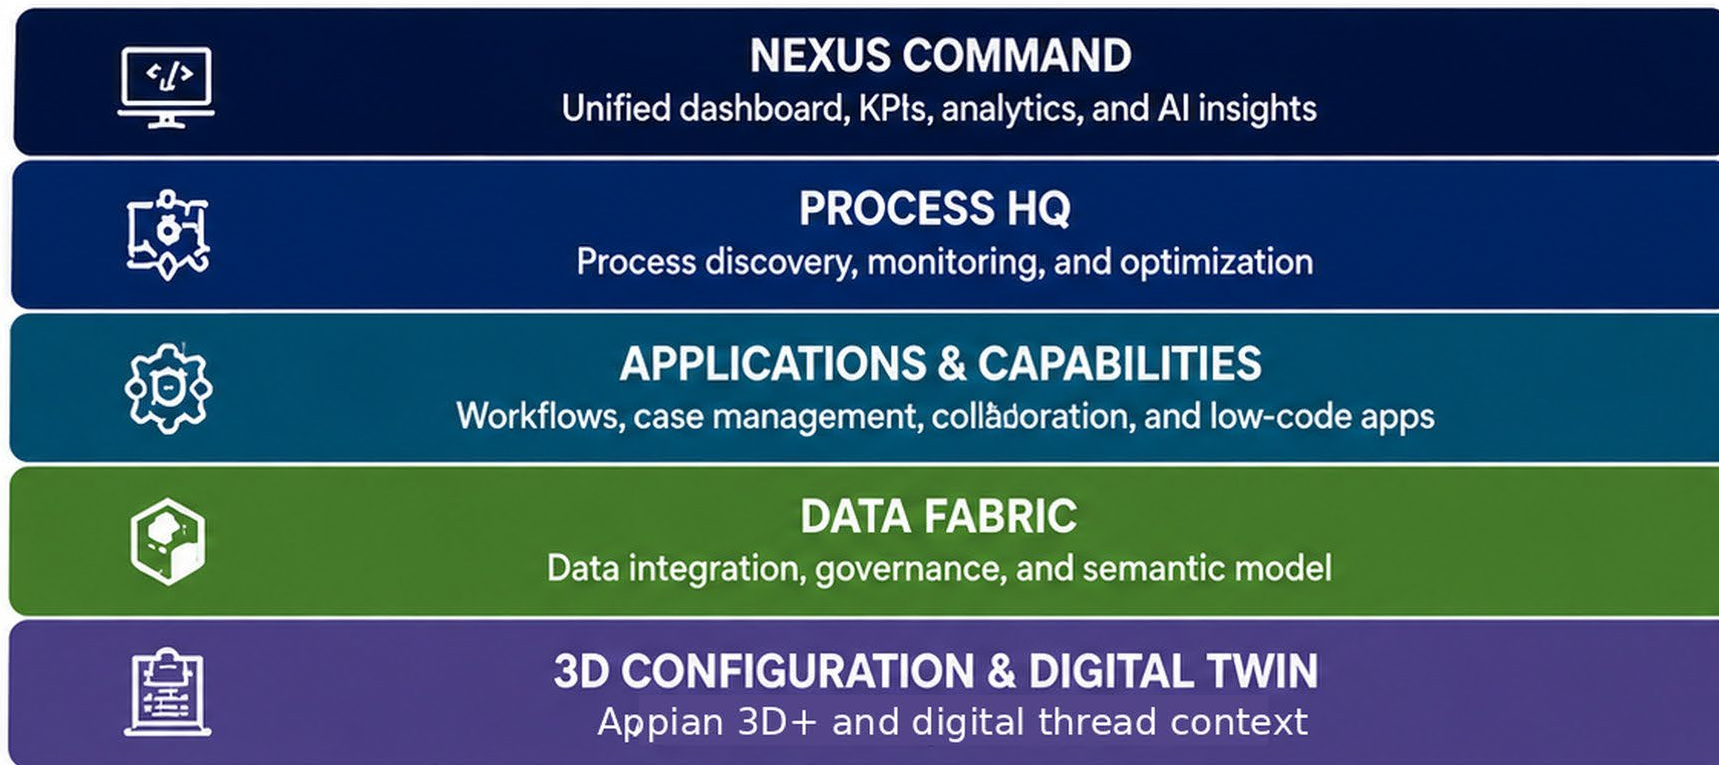 NEXUS COMMAND
Unified dashboard, KPIs, analytics, and AI insights
PROCESS HQ
Process discovery, monitoring, and optimization
APPLICATIONS & CAPABILITIES
Workflows, case management, collaboration, and low-code apps
DATA FABRIC
Data integration, governance, and semantic model
3D CONFIGURATION & DIGITAL TWIN
Appian 3D+ and digital thread context